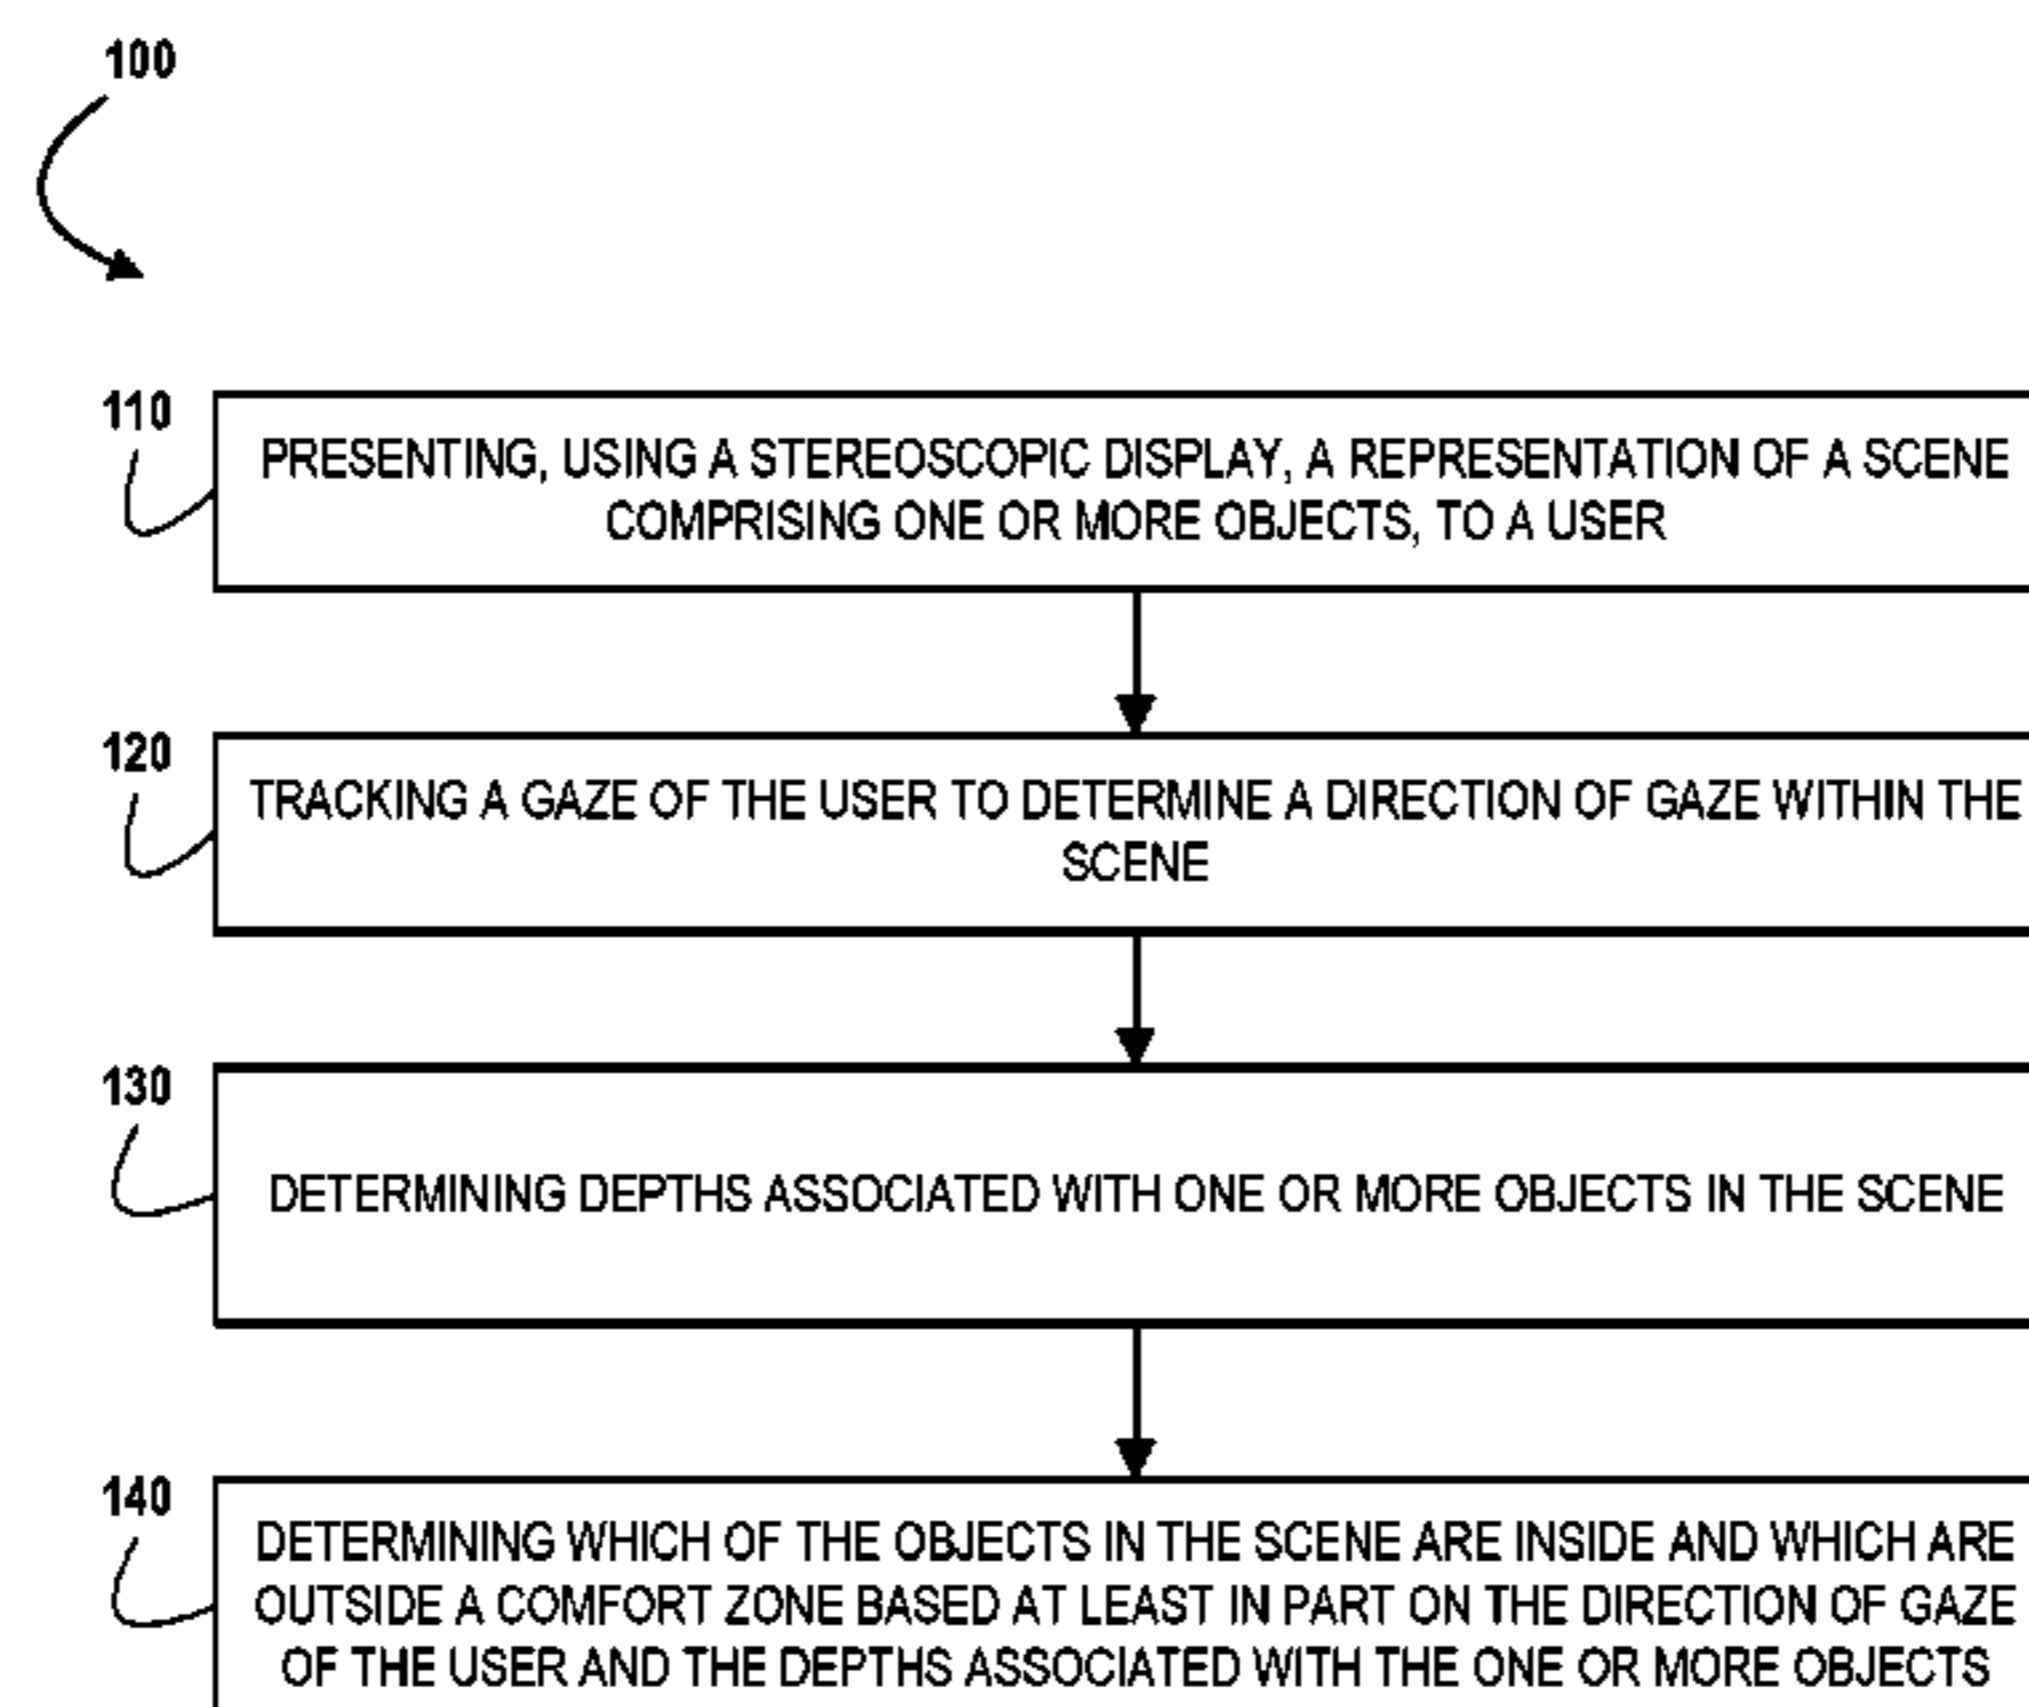 100
110
PRESENTING, USING A STEREOSCOPIC DISPLAY, A REPRESENTATION OF A SCENE
COMPRISING ONE OR MORE OBJECTS, TO A USER
120
TRACKING A GAZE OF THE USER TO DETERMINE A DIRECTION OF GAZE WITHIN THE
SCENE
130
DETERMINING DEPTHS ASSOCIATED WITH ONE OR MORE OBJECTS IN THE SCENE
140
DETERMINING WHICH OF THE OBJECTS IN THE SCENE ARE INSIDE AND WHICH ARE
OUTSIDE A COMFORT ZONE BASED AT LEAST IN PART ON THE DIRECTION OF GAZE
OF THE USER AND THE DEPTHS ASSOCIATED WITH THE ONE OR MORE OBJECTS